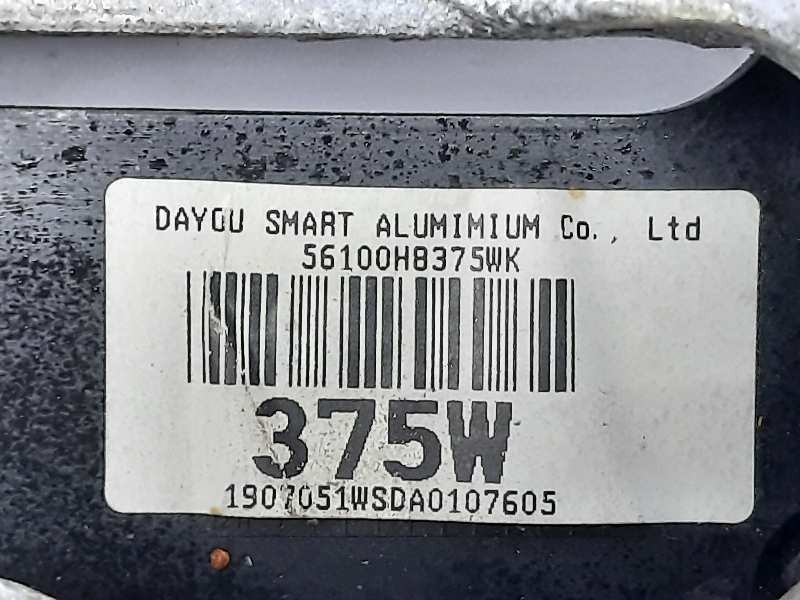 DAYOU SMART ALUMIMIUM Co., Ltd
56100H8375WK
375W
1907051WSDA0107605